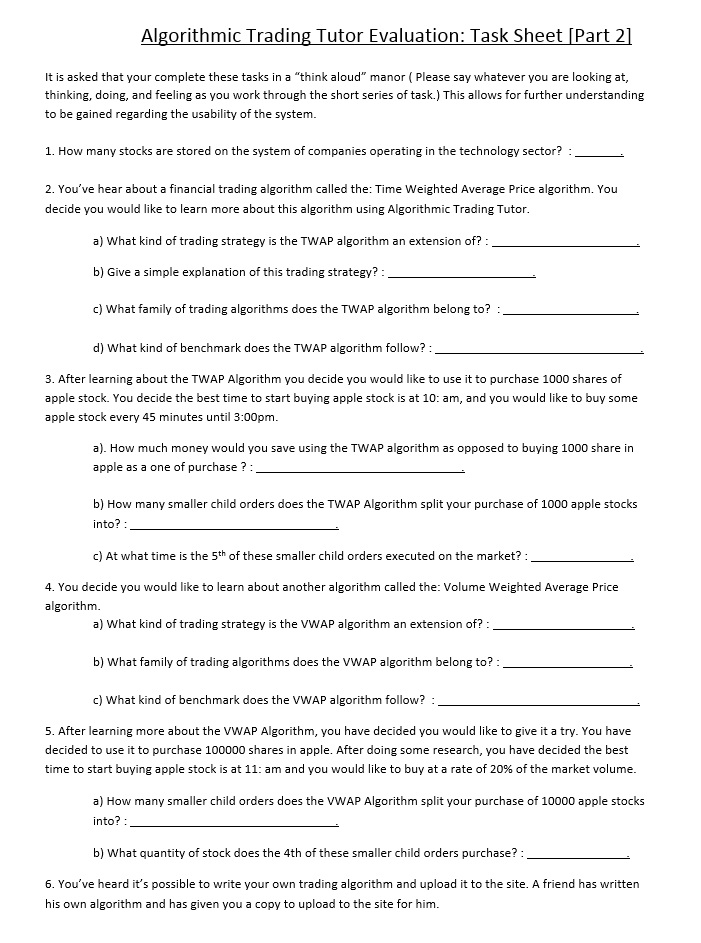 Algorithmic Trading Tutor Evaluation: Task Sheet [Part 2]
It is asked that your complete these tasks in a “think aloud” manor ( Please say whatever you are looking at,
thinking, doing, and feeling as you work through the short series of task.) This allows for further understanding
to be gained regarding the usability of the system.
1. How many stocks are stored on the system of companies operating in the technology sector? : _______.
2. You’ve hear about a financial trading algorithm called the: Time Weighted Average Price algorithm. You
decide you would like to learn more about this algorithm using Algorithmic Trading Tutor.
a) What kind of trading strategy is the TWAP algorithm an extension of? : _____________________.
b) Give a simple explanation of this trading strategy? : _____________________.
c) What family of trading algorithms does the TWAP algorithm belong to? : ___________________.
d) What kind of benchmark does the TWAP algorithm follow? : _____________________________.
3. After learning about the TWAP Algorithm you decide you would like to use it to purchase 1000 shares of
apple stock. You decide the best time to start buying apple stock is at 10: am, and you would like to buy some
apple stock every 45 minutes until 3:00pm.
a). How much money would you save using the TWAP algorithm as opposed to buying 1000 share in
apple as a one of purchase ? : _____________________________.
b) How many smaller child orders does the TWAP Algorithm split your purchase of 1000 apple stocks
into? : _____________________________.
c) At what time is the 5th of these smaller child orders executed on the market? : ______________.
4. You decide you would like to learn about another algorithm called the: Volume Weighted Average Price
algorithm.
a) What kind of trading strategy is the VWAP algorithm an extension of? : ____________________.
b) What family of trading algorithms does the VWAP algorithm belong to? : __________________.
c) What kind of benchmark does the VWAP algorithm follow? : ____________________________.
5. After learning more about the VWAP Algorithm, you have decided you would like to give it a try. You have
decided to use it to purchase 100000 shares in apple. After doing some research, you have decided the best
time to start buying apple stock is at 11: am and you would like to buy at a rate of 20% of the market volume.
a) How many smaller child orders does the VWAP Algorithm split your purchase of 10000 apple stocks
into? : _____________________________.
b) What quantity of stock does the 4th of these smaller child orders purchase? : ______________.
6. You’ve heard it’s possible to write your own trading algorithm and upload it to the site. A friend has written
his own algorithm and has given you a copy to upload to the site for him.